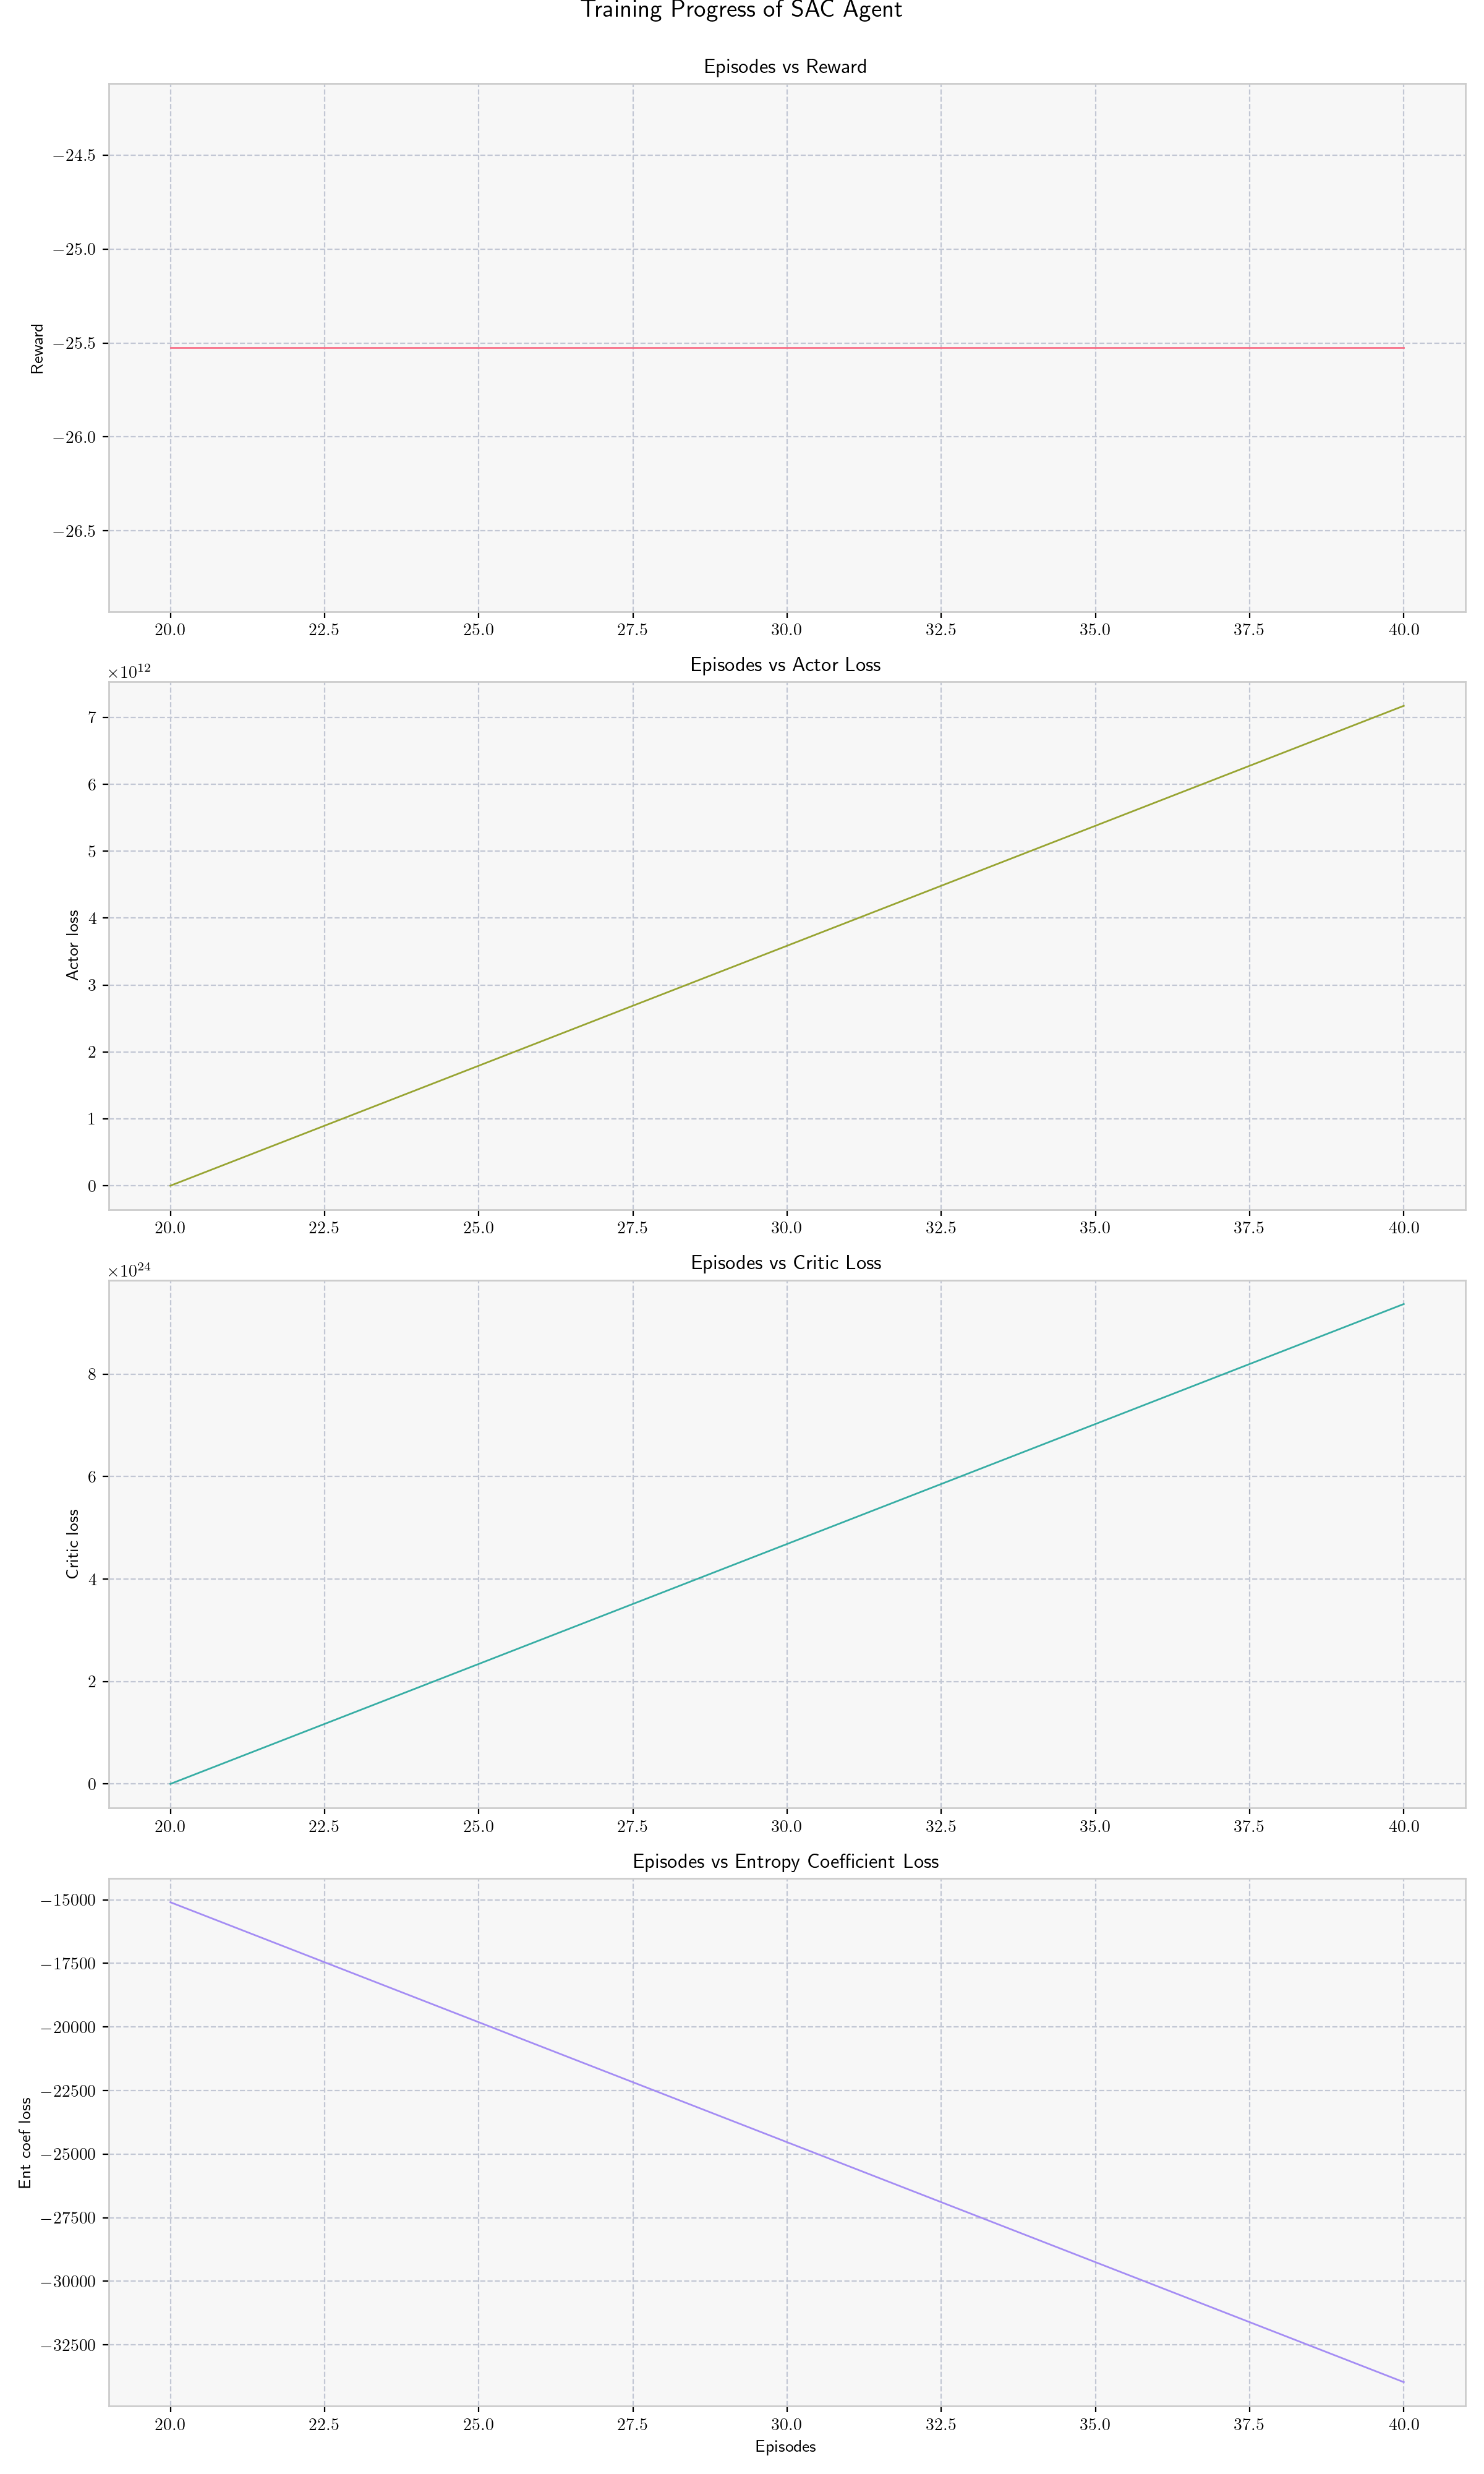 Training Progress of SAC Agent
Episodes vs Reward
−24.5
−25.0
−25.5
−26.0
−26.5
Reward
20.0 22.5 25.0 27.5 30.0 32.5 35.0 37.5 40.0
Episodes vs Actor Loss
×10¹²
7
6
5
4
3
2
1
0
Actor loss
20.0 22.5 25.0 27.5 30.0 32.5 35.0 37.5 40.0
Episodes vs Critic Loss
×10²⁴
8
6
4
2
0
Critic loss
20.0 22.5 25.0 27.5 30.0 32.5 35.0 37.5 40.0
Episodes vs Entropy Coefficient Loss
−15000
−17500
−20000
−22500
−25000
−27500
−30000
−32500
Ent coef loss
20.0 22.5 25.0 27.5 30.0 32.5 35.0 37.5 40.0
Episodes